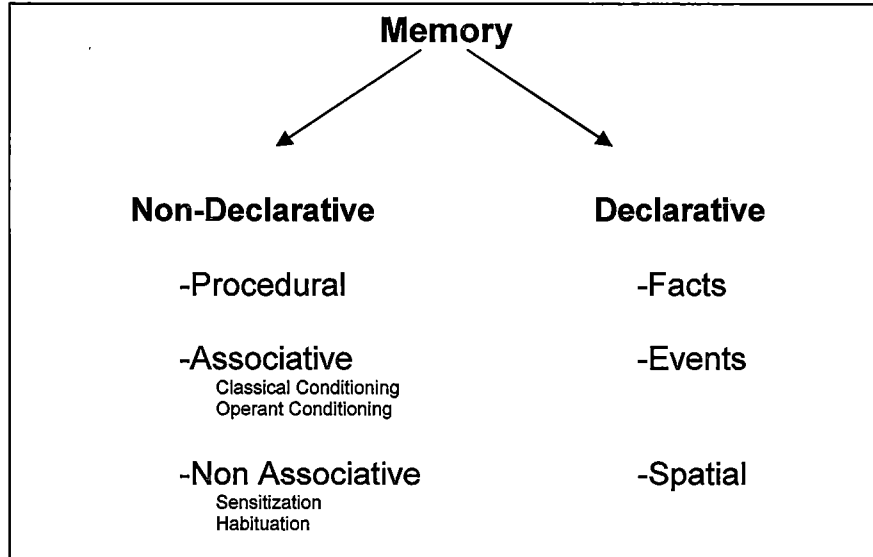 Memory
Non-Declarative
-Procedural
-Associative
Classical Conditioning
Operant Conditioning
-Non Associative
Sensitization
Habituation
Declarative
-Facts
-Events
-Spatial